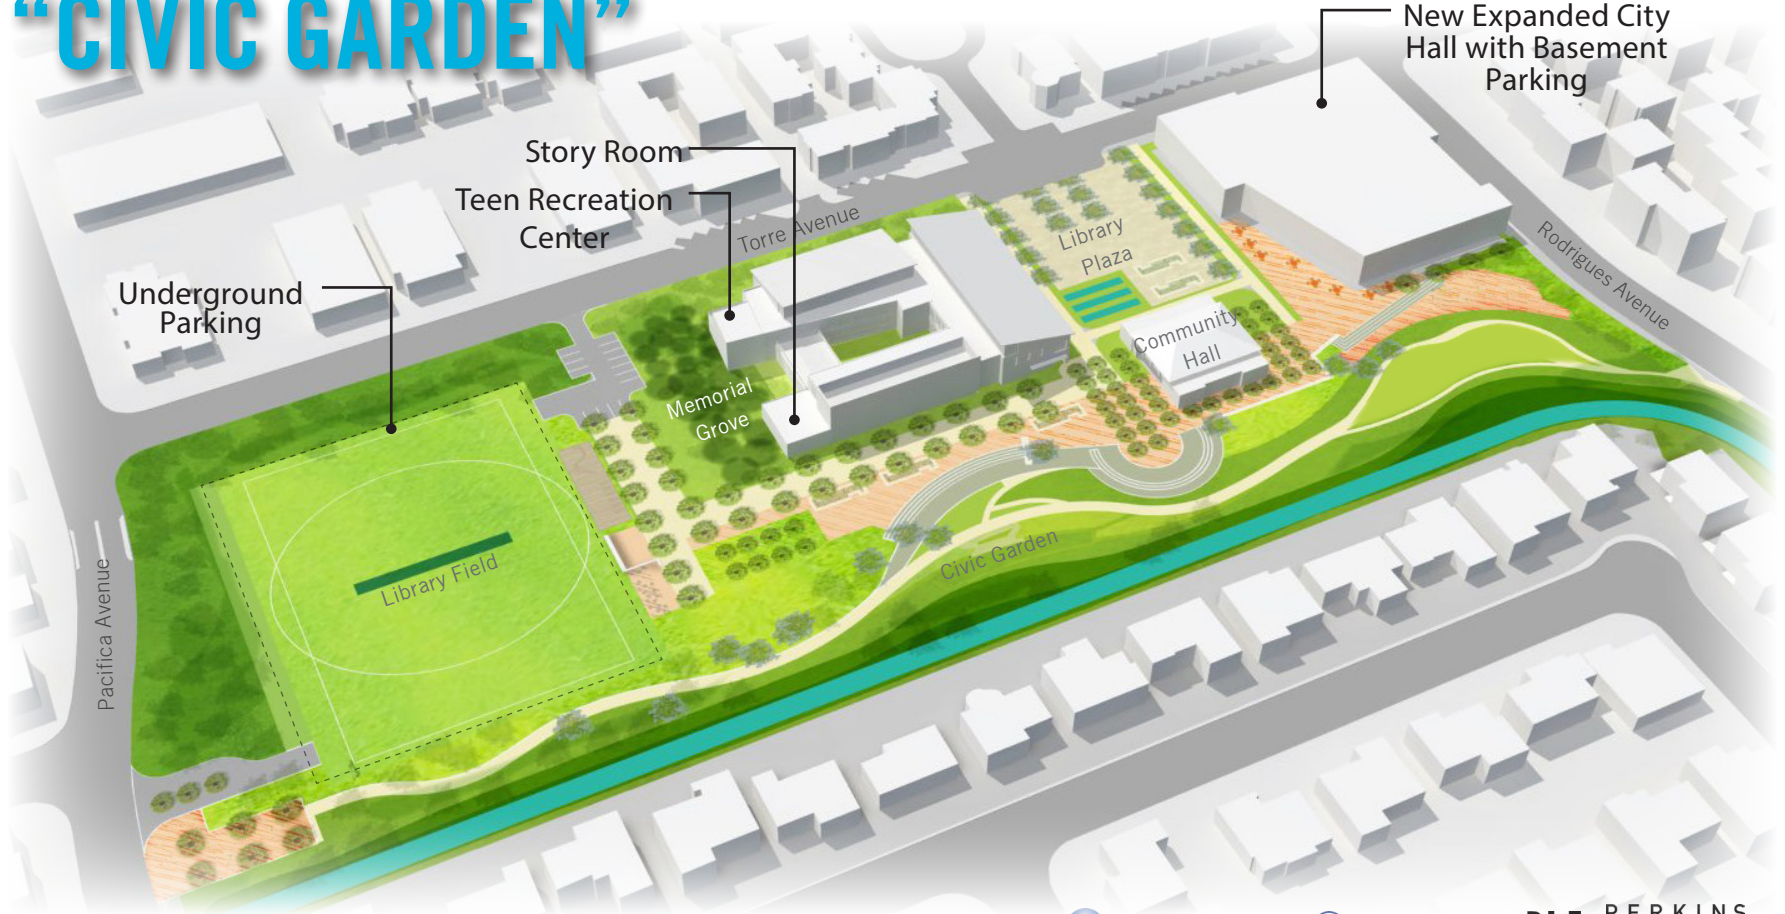 “CIVIC GARDEN”
New Expanded City
Hall with Basement
Parking
Story Room
Teen Recreation
Center
Torre Avenue
Library
Plaza
Rodrigues Avenue
Underground
Parking
Community
Hall
Memorial
Grove
Library Field
Civic Garden
Pacifica Avenue
PERKINS